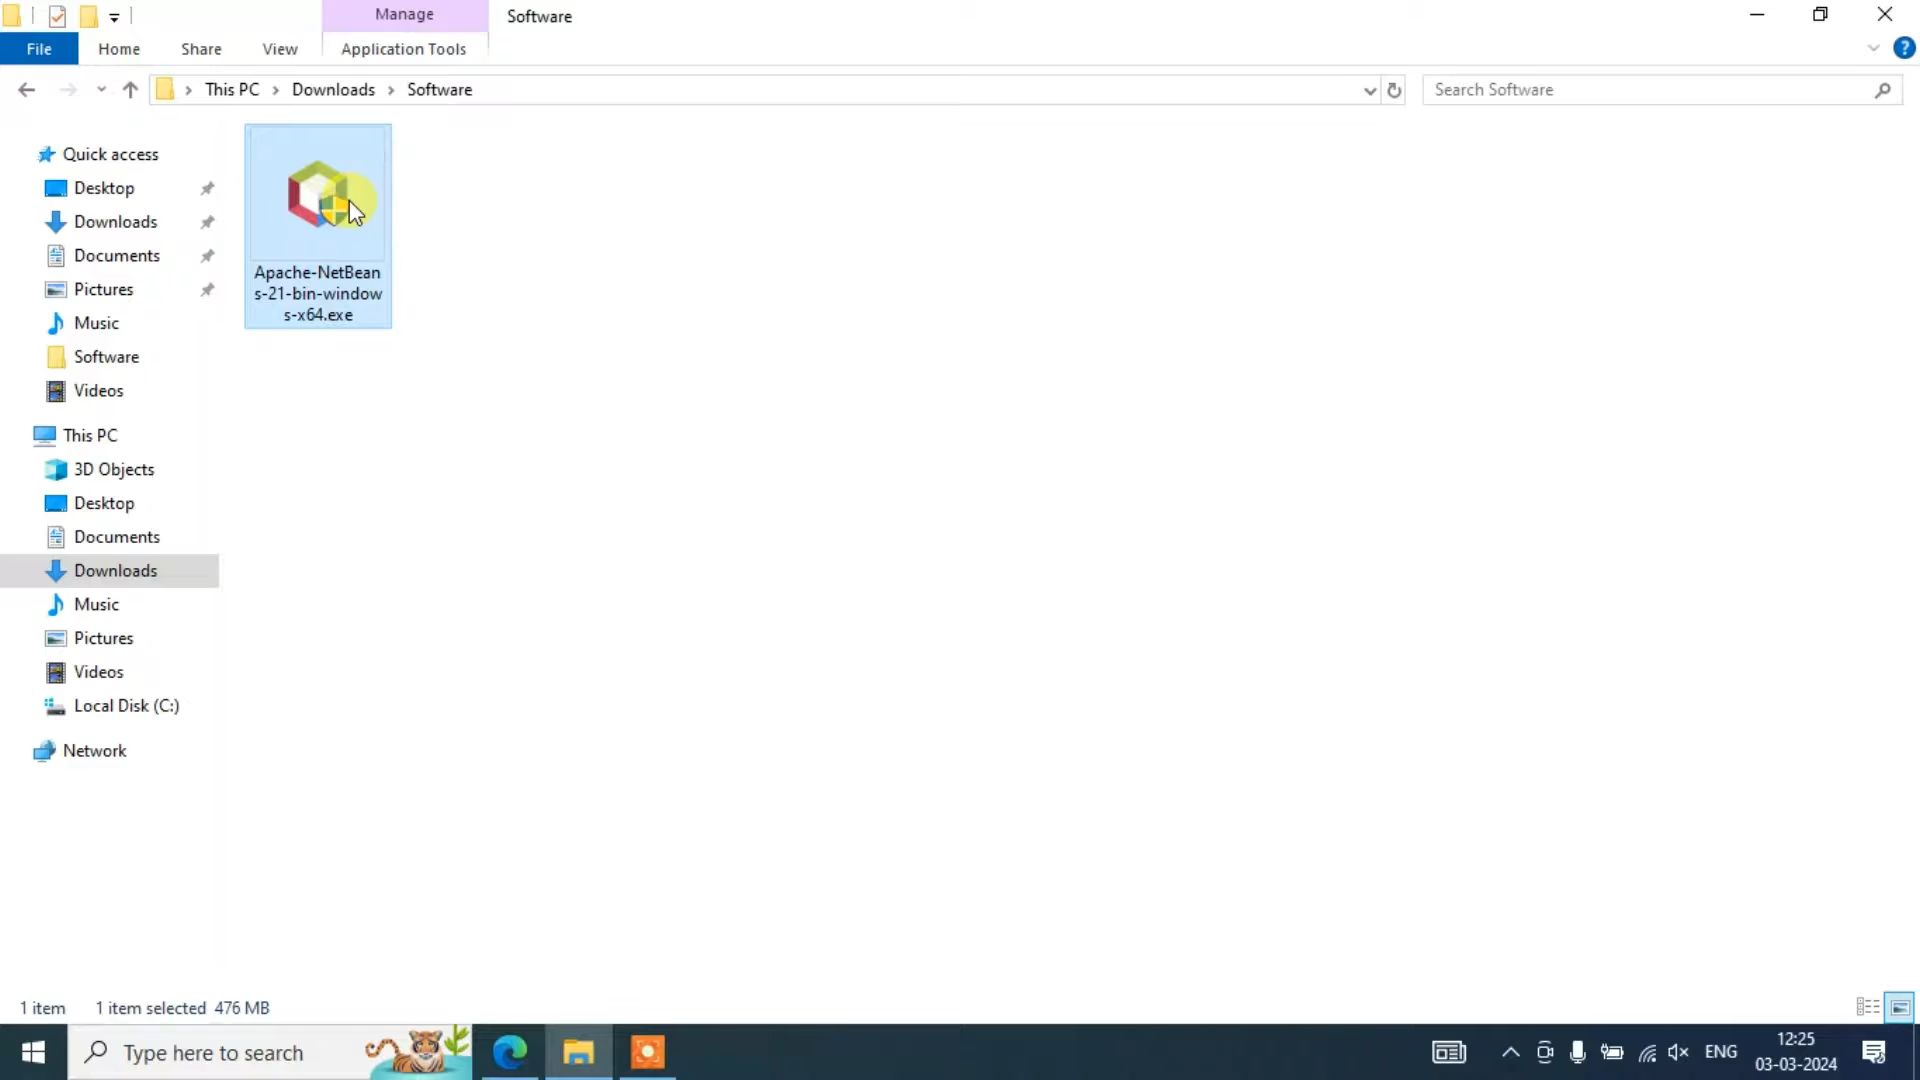 Manage
Software
File
Home
Share
View
Application Tools
This PC
Downloads
Software
Search Software
Quick access
Desktop
Downloads
Documents
Pictures
Music
Software
Videos
This PC
3D Objects
Desktop
Documents
Downloads
Music
Pictures
Videos
Local Disk (C:)
Network
Apache-NetBean
s-21-bin-window
s-x64.exe
1 item
1 item selected 476 MB
Type here to search
ENG
12:25
03-03-2024